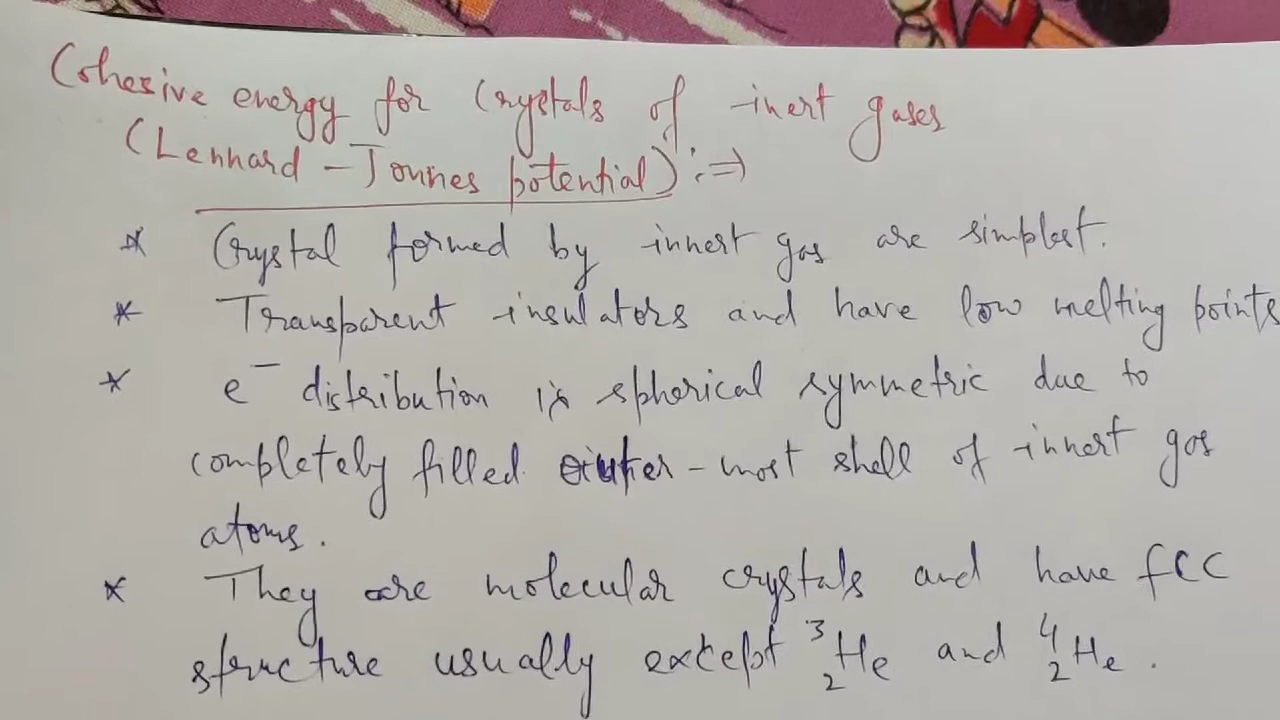 Cohesive energy for Crystals of inert gases
(Lennard - Jonnes potential) :⇒
* Crystal formed by innert gas are simplest.
* Transparent insulators and have low melting points
* e⁻ distribution is spherical symmetric due to
completely filled outer-most shell of innert gas
atoms.
* They are molecular crystals and have fcc
structure usually except ³₂He and ⁴₂He.